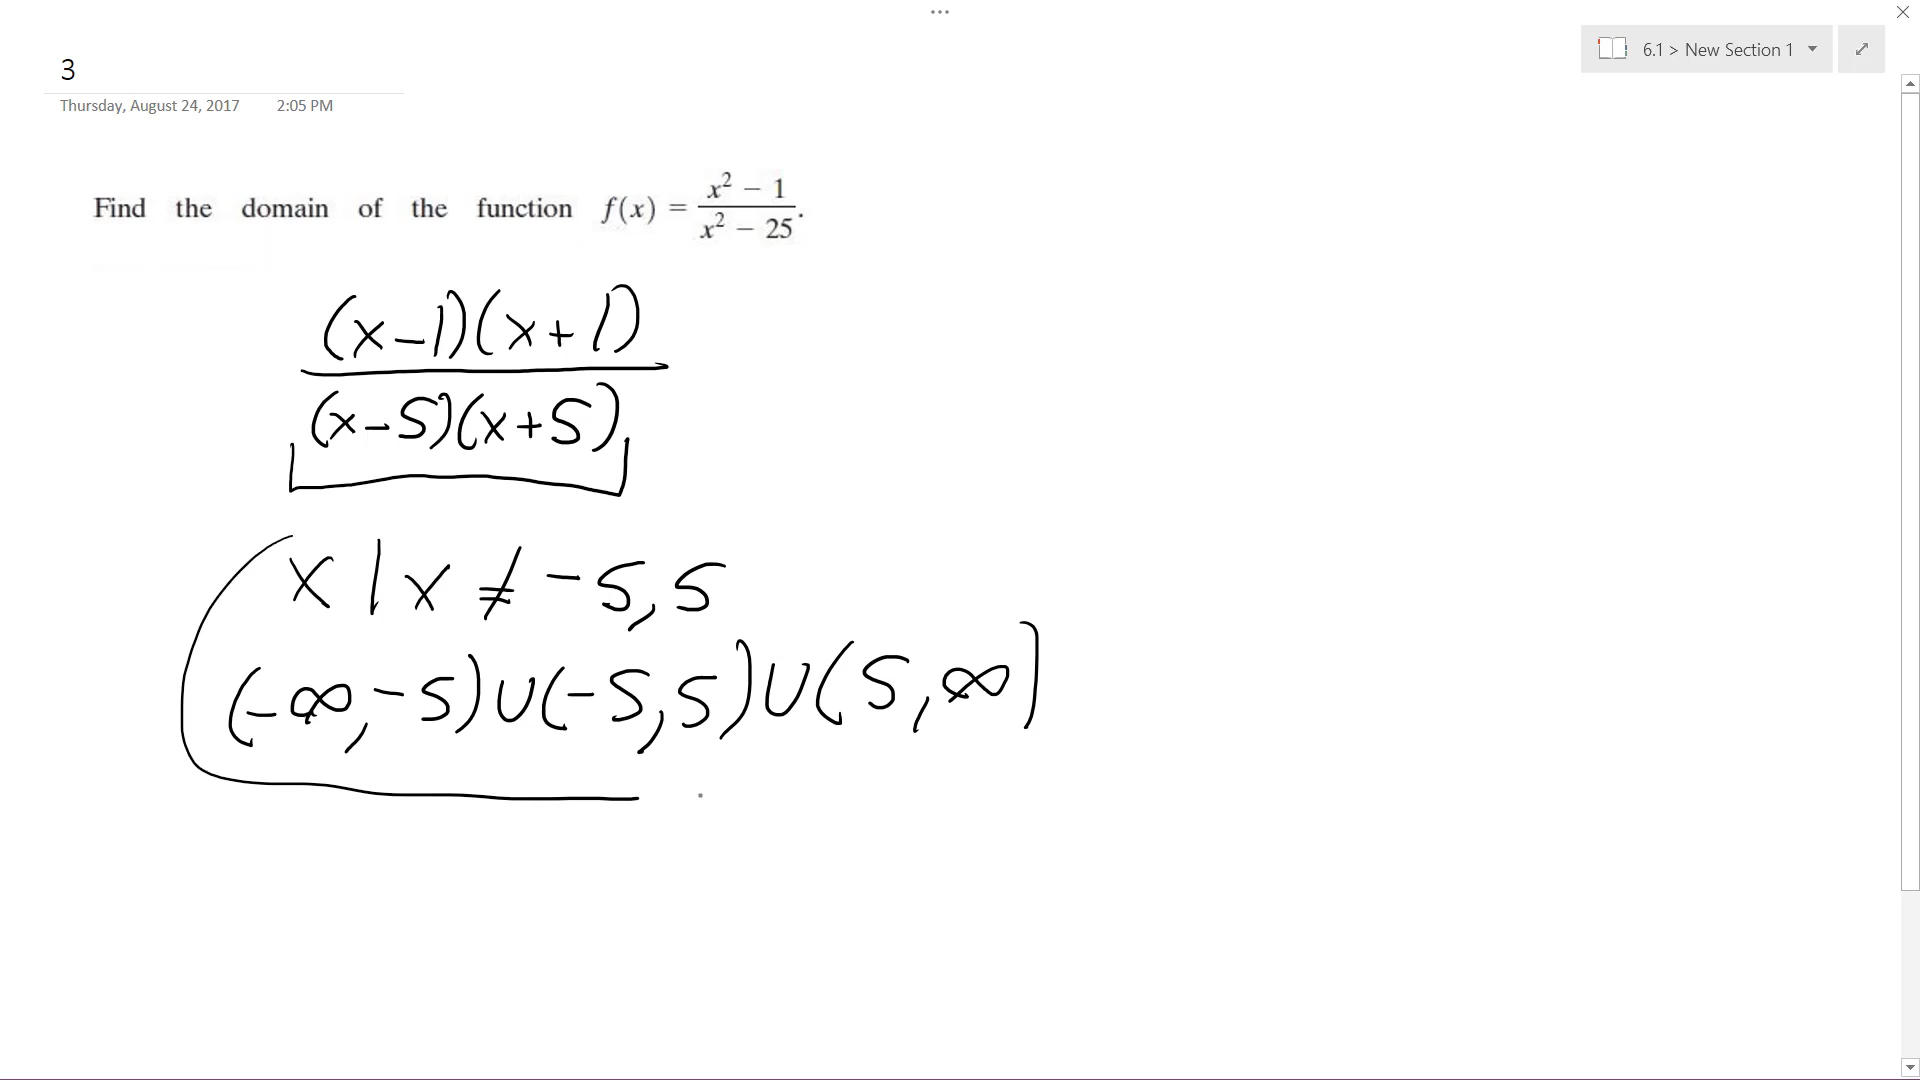 ...
6.1 > New Section 1
3
Thursday, August 24, 2017 2:05 PM
Find the domain of the function f(x) = (x² − 1)/(x² − 25).
(x−1)(x+1)
(x−5)(x+5)
x | x ≠ −5,5
(−∞,−5)∪(−5,5)∪(5,∞)